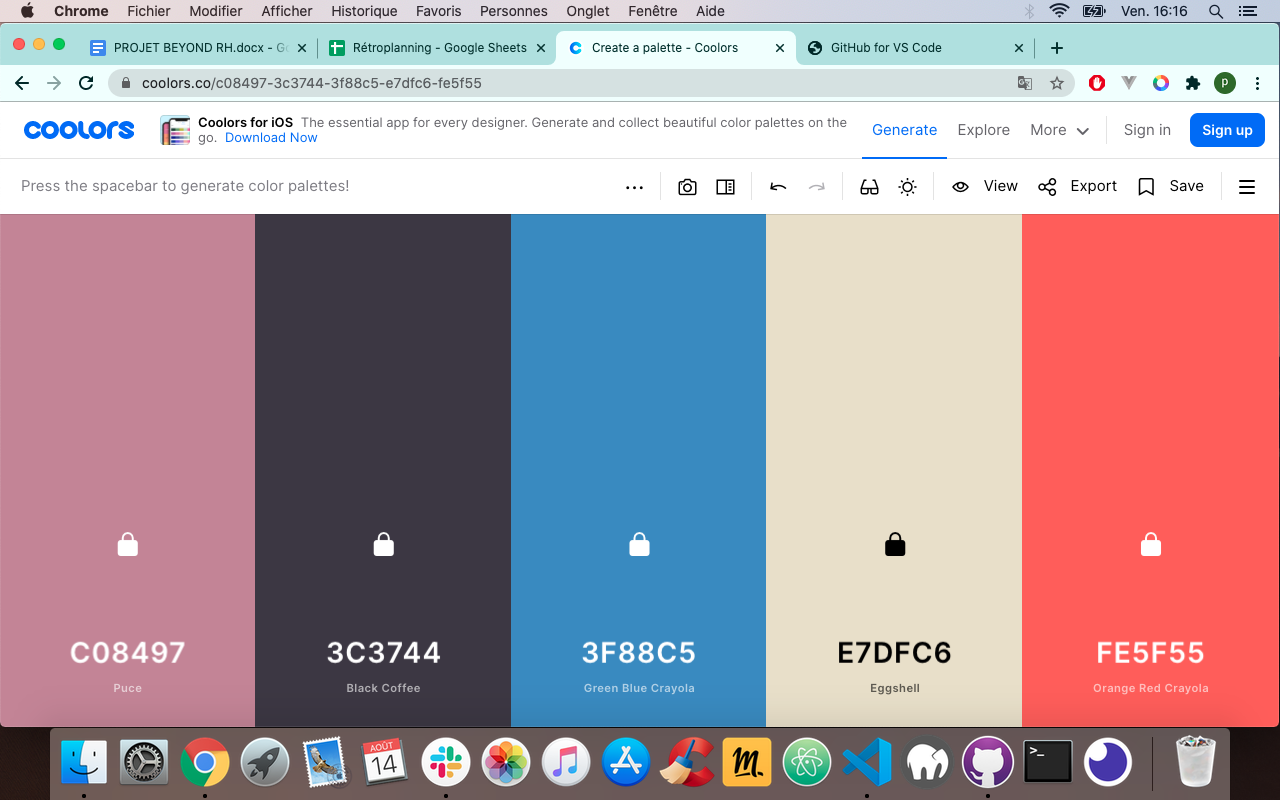 Chrome Fichier Modifier Afficher Historique Favoris Personnes Onglet Fenêtre Aide Ven. 16:16
PROJET BEYOND RH.docx - Go Rétroplanning - Google Sheets Create a palette - Coolors GitHub for VS Code
coolors.co/c08497-3c3744-3f88c5-e7dfc6-fe5f55 p
coolors
Coolors for iOS The essential app for every designer. Generate and collect beautiful color palettes on the
go. Download Now
Generate Explore More Sign in Sign up
Press the spacebar to generate color palettes!
View Export Save
C08497 3C3744 3F88C5 E7DFC6 FE5F55
Puce Black Coffee Green Blue Crayola Eggshell Orange Red Crayola
AOÛT
14
m.
>_